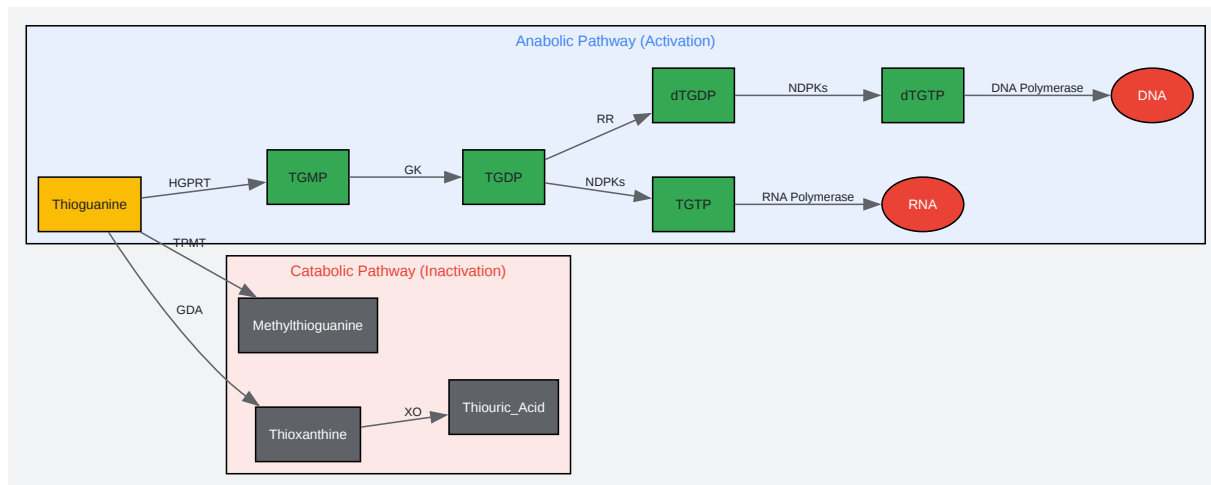 Anabolic Pathway (Activation)
dTGDP
NDPKs
dTGTP
DNA Polymerase
DNA
RR
Thioguanine
HGPRT
TGMP
GK
TGDP
NDPKs
TGTP
RNA Polymerase
RNA
TPMT
GDA
Catabolic Pathway (Inactivation)
Methylthioguanine
Thioxanthine
XO
Thiouric_Acid